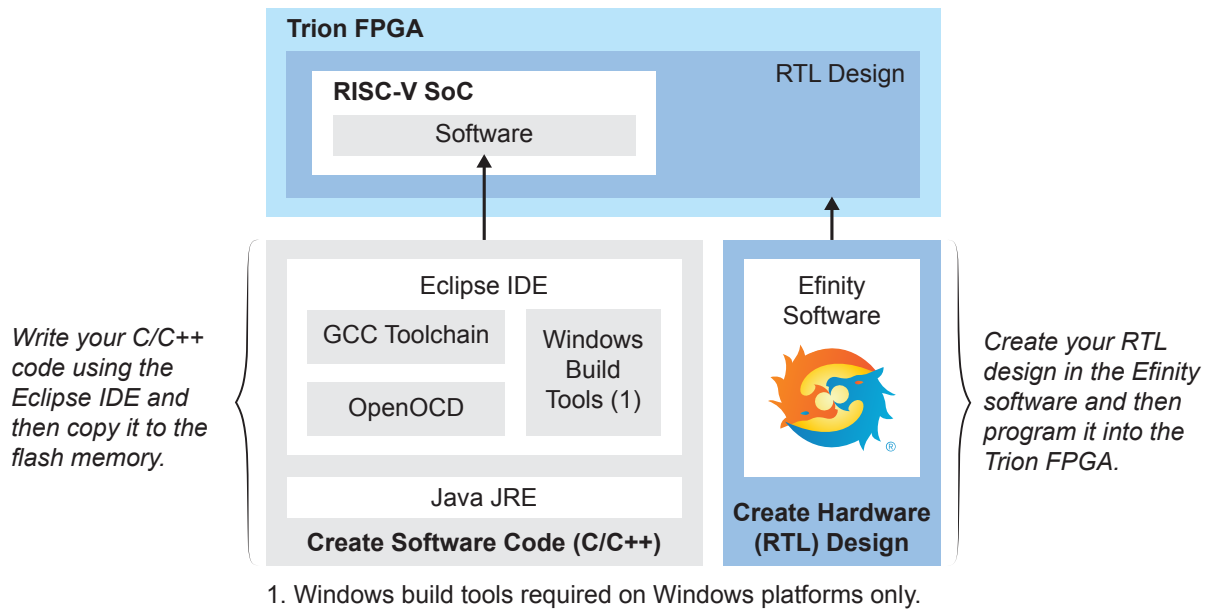 Trion FPGA
RTL Design
RISC-V SoC
Software
Write your C/C++
code using the
Eclipse IDE and
then copy it to the
flash memory.
Eclipse IDE
GCC Toolchain
OpenOCD
Windows
Build
Tools (1)
Java JRE
Create Software Code (C/C++)
Efinity
Software
®
Create Hardware
(RTL) Design
Create your RTL
design in the Efinity
software and then
program it into the
Trion FPGA.
1. Windows build tools required on Windows platforms only.